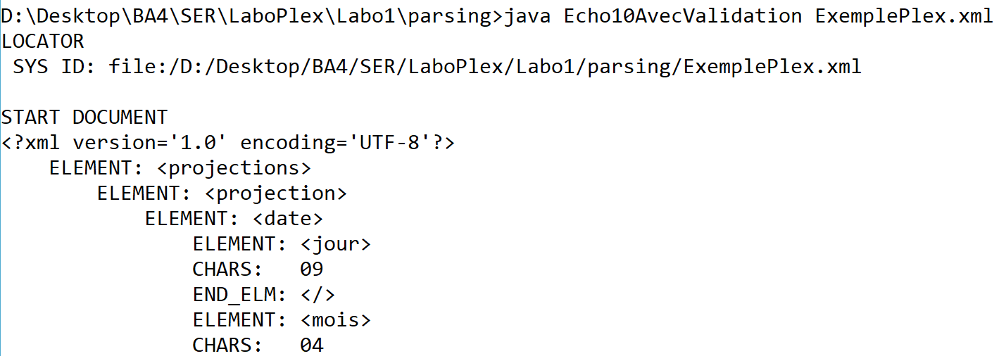 D:\Desktop\BA4\SER\LaboPlex\Labo1\parsing>java Echo10AvecValidation ExemplePlex.xml
LOCATOR
SYS ID: file:/D:/Desktop/BA4/SER/LaboPlex/Labo1/parsing/ExemplePlex.xml
START DOCUMENT
<?xml version='1.0' encoding='UTF-8'?>
ELEMENT: <projections>
ELEMENT: <projection>
ELEMENT: <date>
ELEMENT: <jour>
CHARS:   09
END_ELM: </>
ELEMENT: <mois>
CHARS:   04